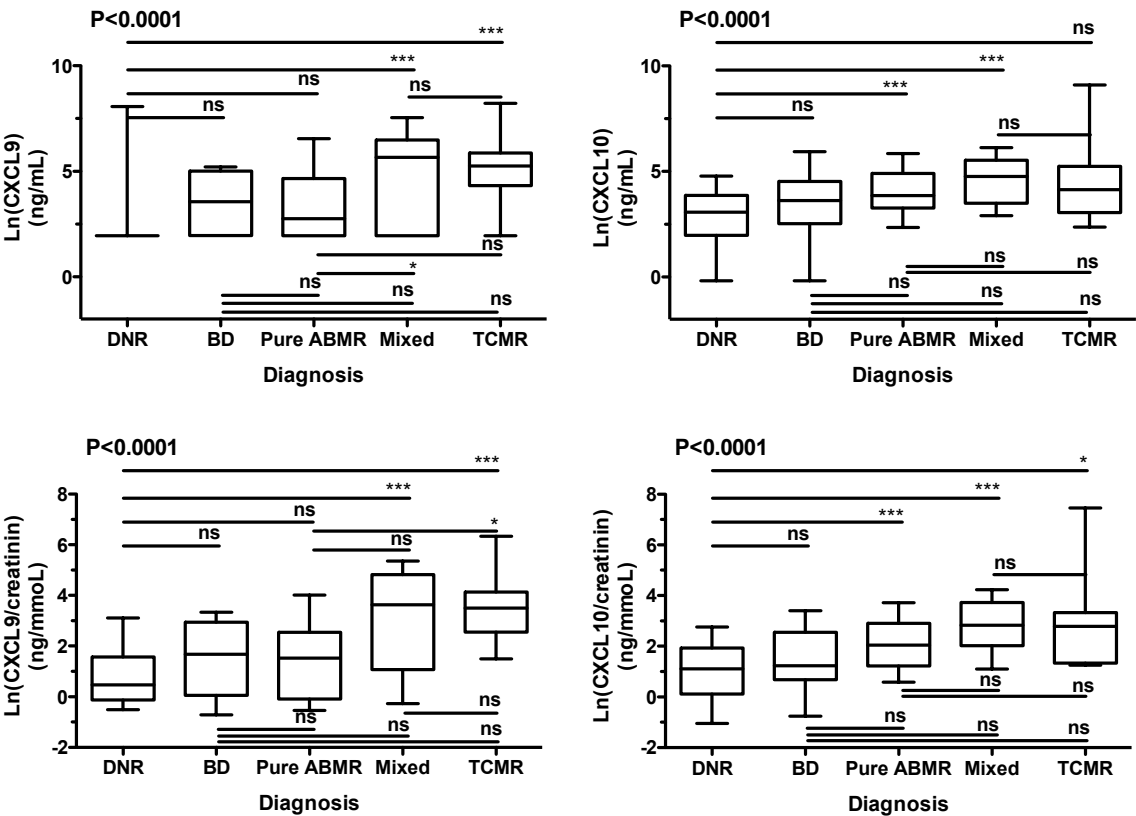 P<0.0001
***
***
ns
ns
ns
10
5
0
Ln(CXCL9)
(ng/mL)
ns
*
ns
ns
ns
DNR BD Pure ABMR Mixed TCMR
Diagnosis
P<0.0001
ns
***
***
ns
ns
10
5
0
Ln(CXCL10)
(ng/mL)
ns
ns
ns
ns
ns
DNR BD Pure ABMR Mixed TCMR
Diagnosis
P<0.0001
***
***
ns
*
ns
ns
8
6
4
2
0
-2
Ln(CXCL9/creatinin)
(ng/mmoL)
ns
ns
ns
ns
DNR BD Pure ABMR Mixed TCMR
Diagnosis
P<0.0001
*
***
***
ns
ns
8
6
4
2
0
-2
Ln(CXCL10/creatinin)
(ng/mmoL)
ns
ns
ns
ns
ns
DNR BD Pure ABMR Mixed TCMR
Diagnosis